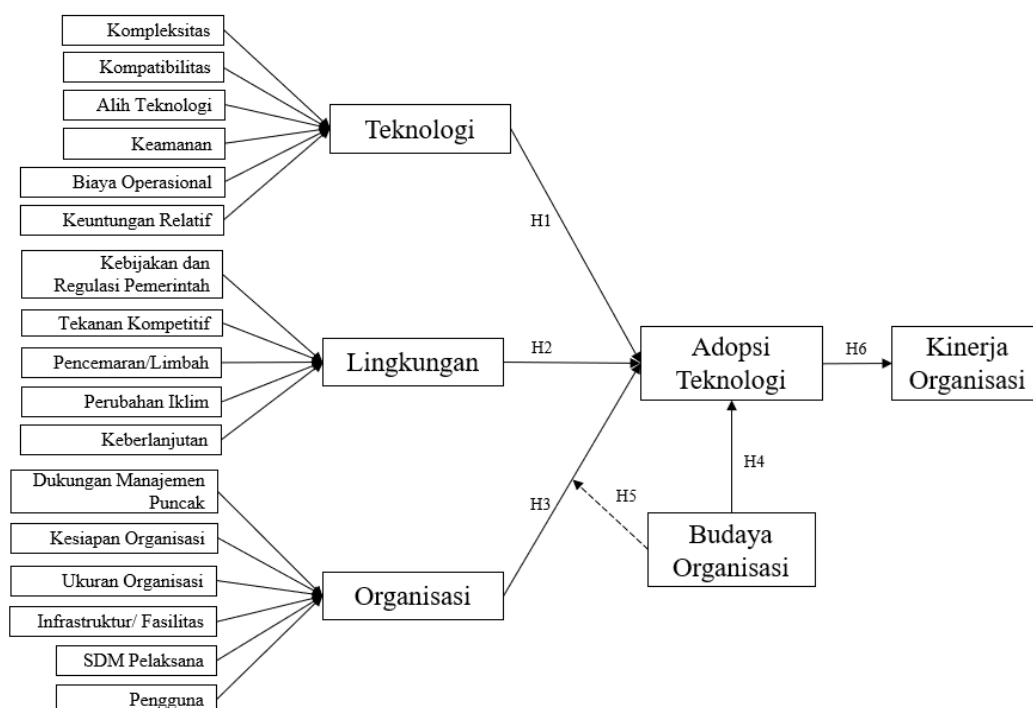 Kompleksitas
Kompatibilitas
Alih Teknologi
Keamanan
Biaya Operasional
Keuntungan Relatif
Teknologi
H1
Kebijakan dan
Regulasi Pemerintah
Tekanan Kompetitif
Pencemaran/Limbah
Perubahan Iklim
Keberlanjutan
Lingkungan
H2
Adopsi
Teknologi
H6
Kinerja
Organisasi
Dukungan Manajemen
Puncak
Kesiapan Organisasi
Ukuran Organisasi
Infrastruktur/ Fasilitas
SDM Pelaksana
Pengguna
Organisasi
H3
H5
H4
Budaya
Organisasi